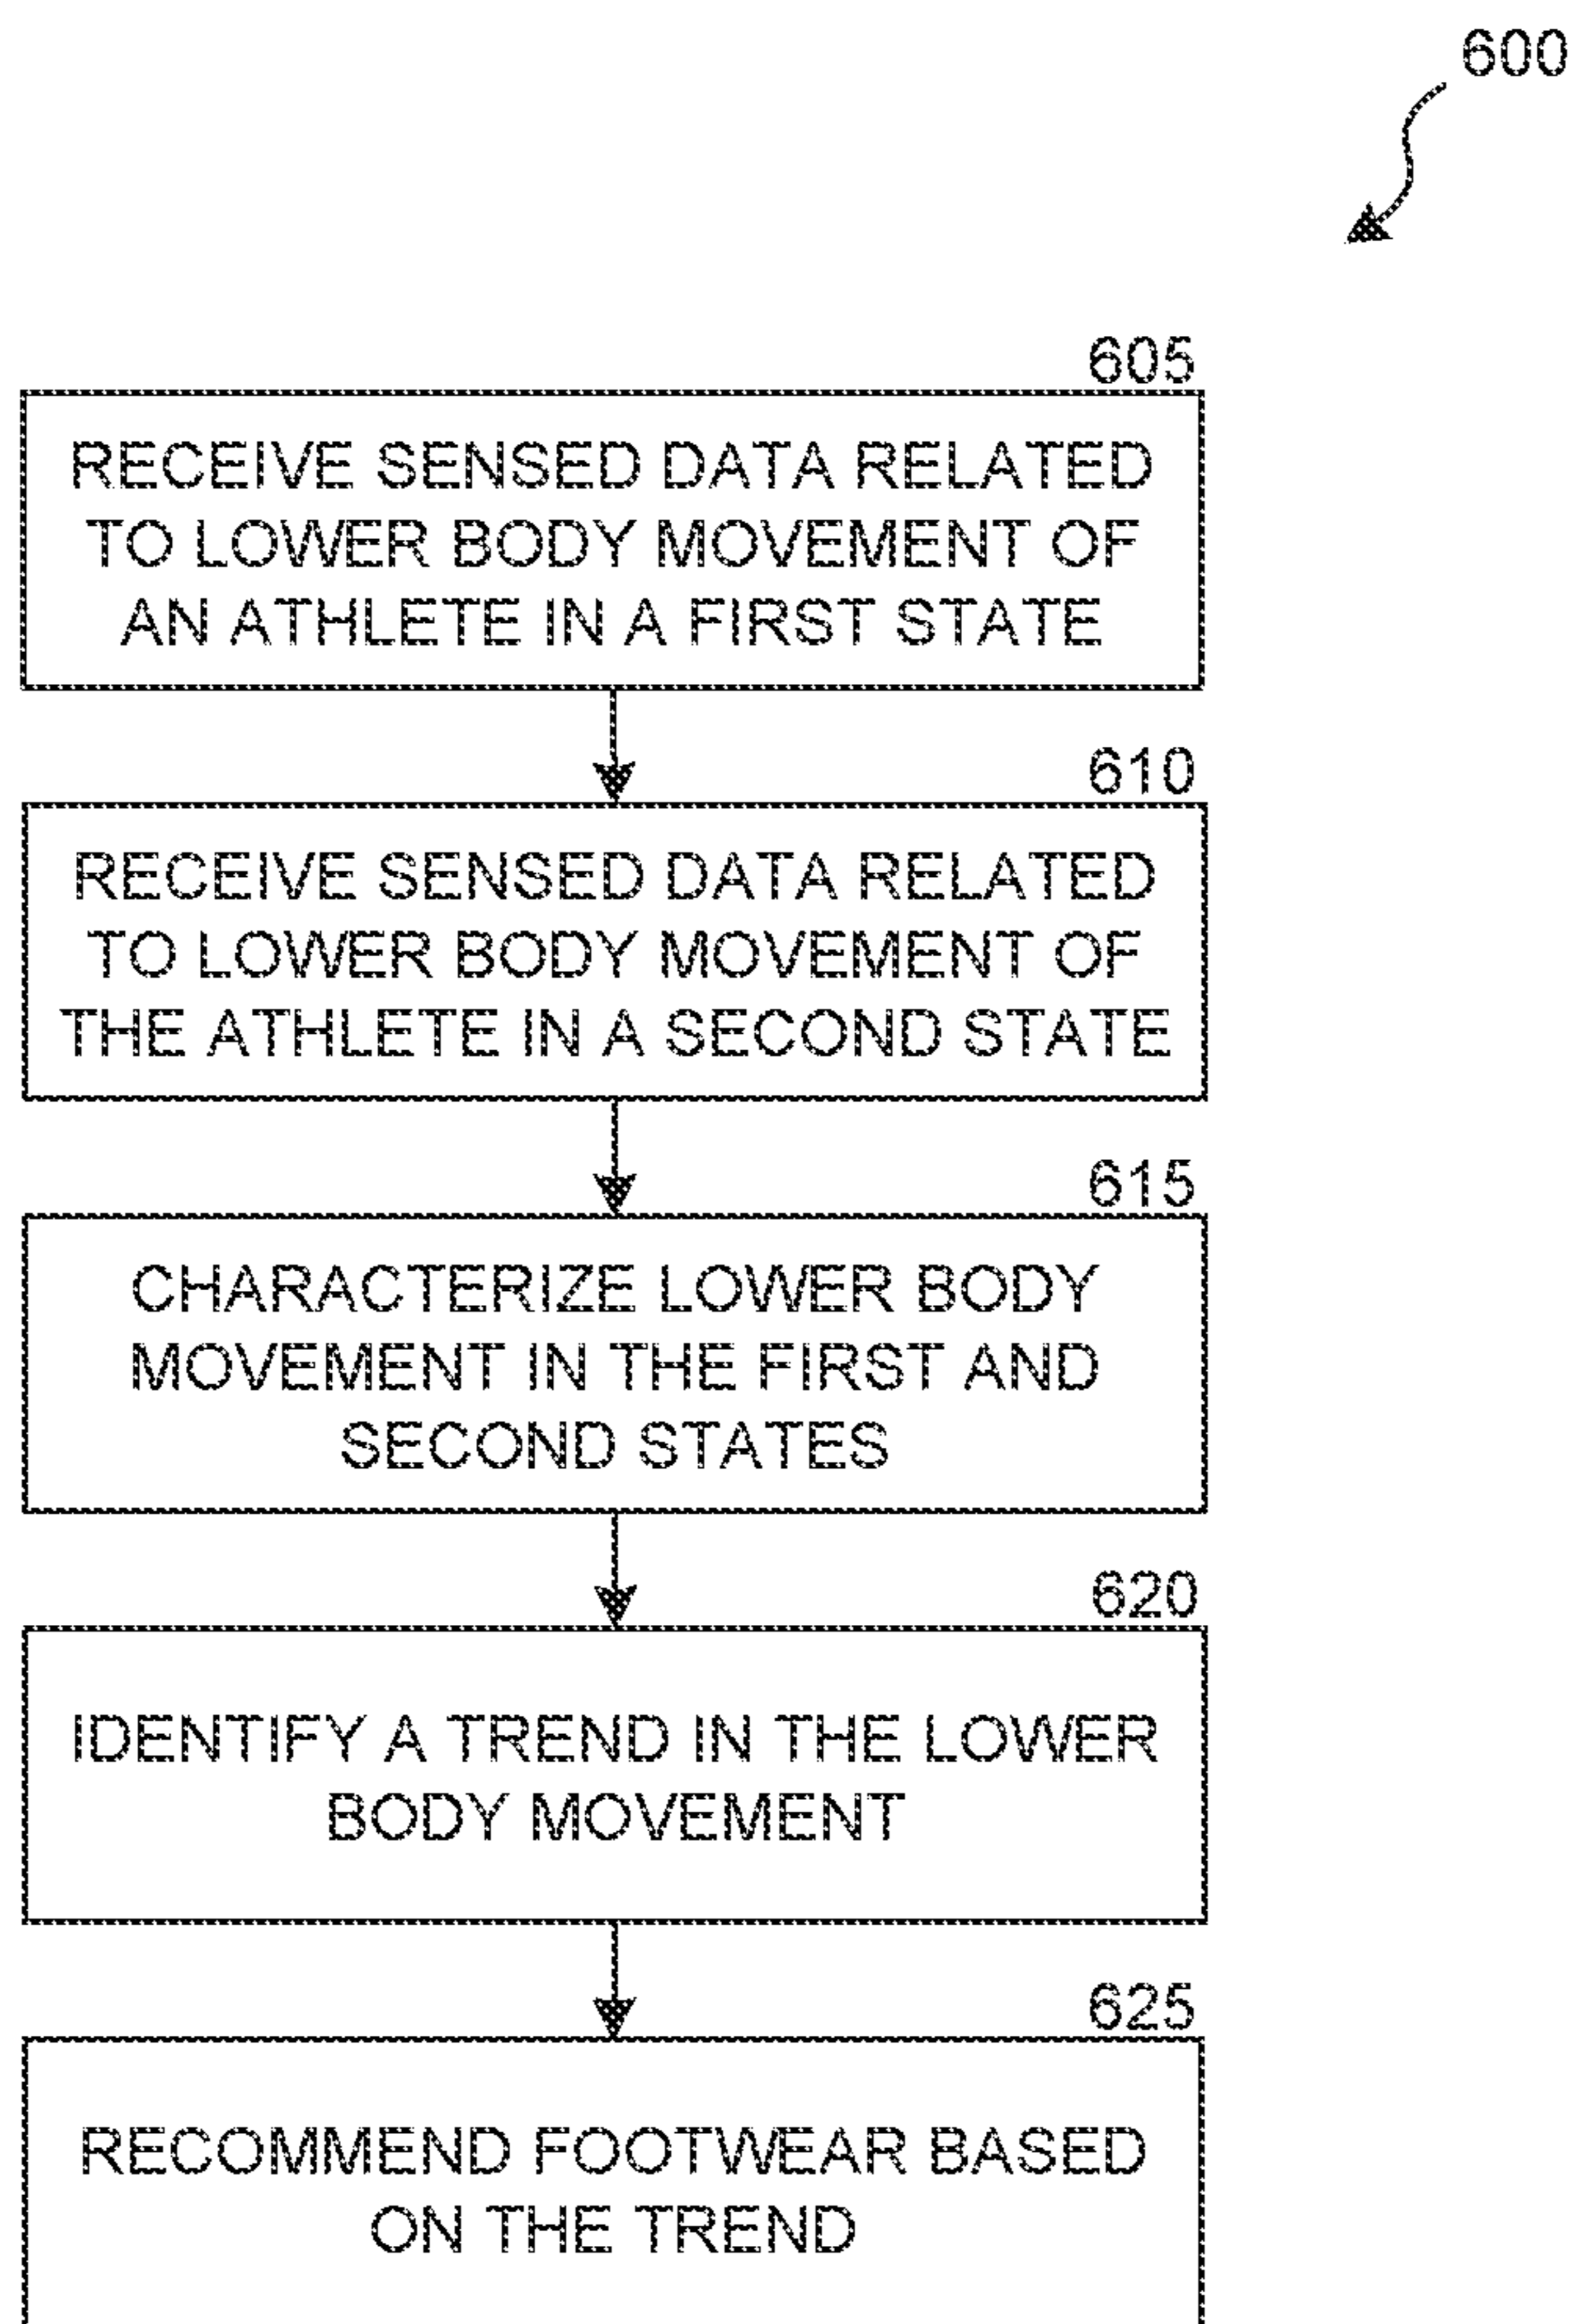 600
605
RECEIVE SENSED DATA RELATED
TO LOWER BODY MOVEMENT OF
AN ATHLETE IN A FIRST STATE
610
RECEIVE SENSED DATA RELATED
TO LOWER BODY MOVEMENT OF
THE ATHLETE IN A SECOND STATE
615
CHARACTERIZE LOWER BODY
MOVEMENT IN THE FIRST AND
SECOND STATES
620
IDENTIFY A TREND IN THE LOWER
BODY MOVEMENT
625
RECOMMEND FOOTWEAR BASED
ON THE TREND